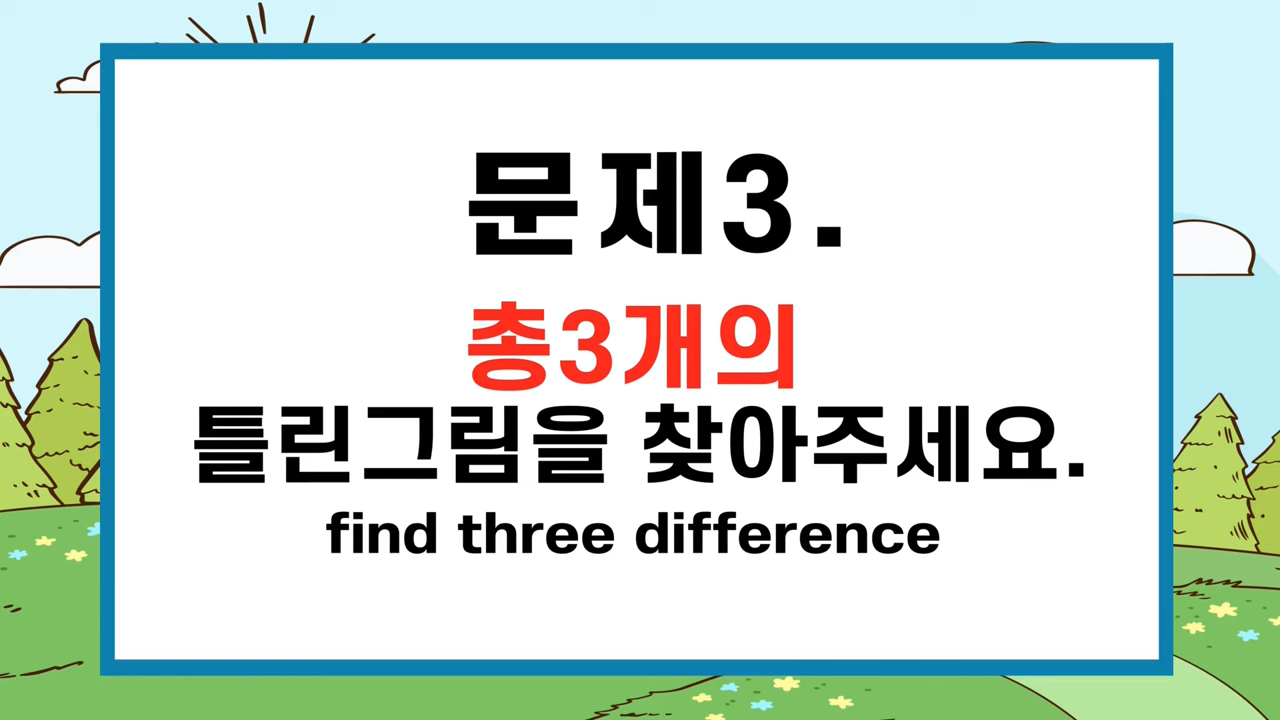 문제3.
총3개의
틀린그림을 찾아주세요.
find three difference